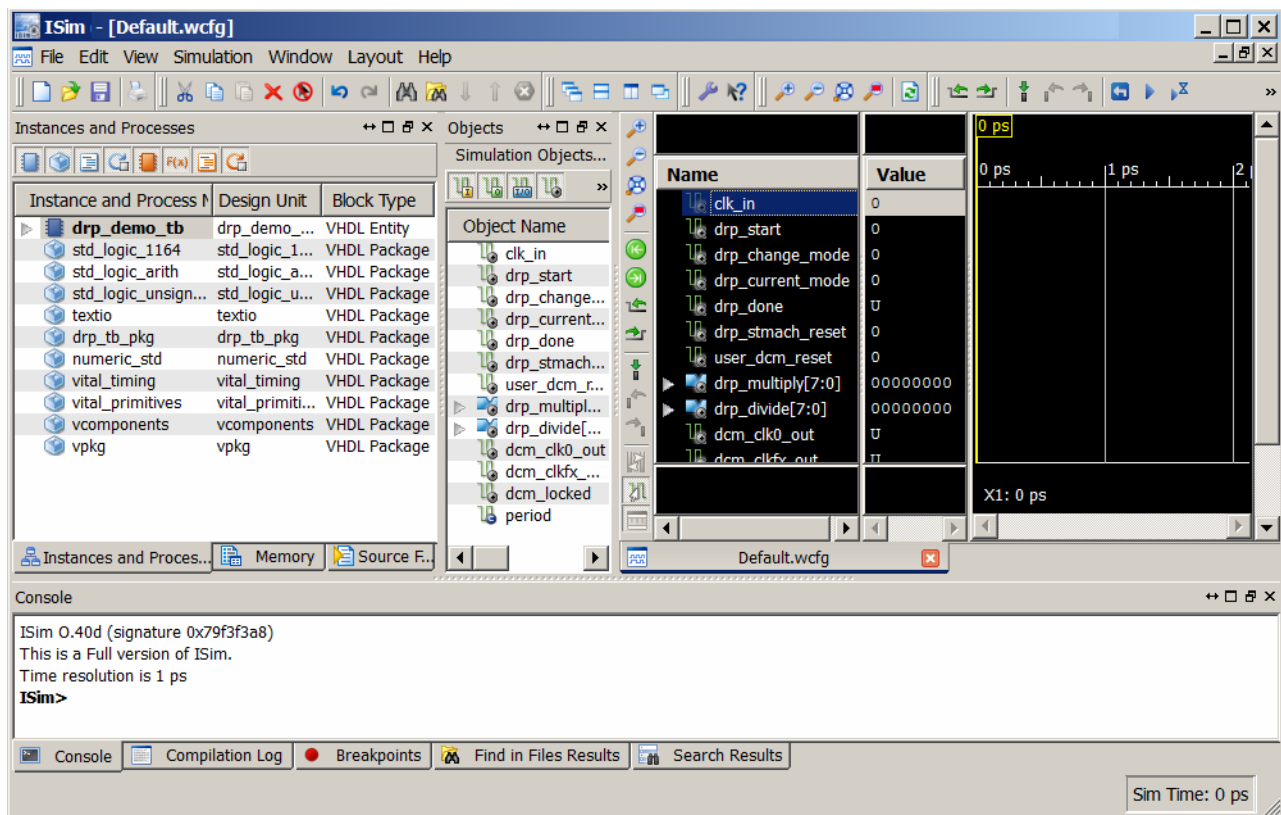 ISim - [Default.wcfg]
File Edit View Simulation Window Layout Help
Instances and Processes
Instance and Process N Design Unit Block Type
drp_demo_tb drp_demo_... VHDL Entity
std_logic_1164 std_logic_1... VHDL Package
std_logic_arith std_logic_a... VHDL Package
std_logic_unsign... std_logic_u... VHDL Package
textio textio VHDL Package
drp_tb_pkg drp_tb_pkg VHDL Package
numeric_std numeric_std VHDL Package
vital_timing vital_timing VHDL Package
vital_primitives vital_primiti... VHDL Package
vcomponents vcomponents VHDL Package
vpkg vpkg VHDL Package
Instances and Proces... Memory Source F...
Objects
Simulation Objects...
Object Name
clk_in
drp_start
drp_change...
drp_current...
drp_done
drp_stmach...
user_dcm_r...
drp_multipl...
drp_divide[...
dcm_clk0_out
dcm_clkfx_...
dcm_locked
period
Name Value
clk_in 0
drp_start 0
drp_change_mode 0
drp_current_mode 0
drp_done U
drp_stmach_reset 0
user_dcm_reset 0
drp_multiply[7:0] 00000000
drp_divide[7:0] 00000000
dcm_clk0_out U
dcm_clkfx_out U
0 ps
0 ps 1 ps 2
X1: 0 ps
Default.wcfg
Console
ISim O.40d (signature 0x79f3f3a8)
This is a Full version of ISim.
Time resolution is 1 ps
ISim>
Console Compilation Log Breakpoints Find in Files Results Search Results
Sim Time: 0 ps